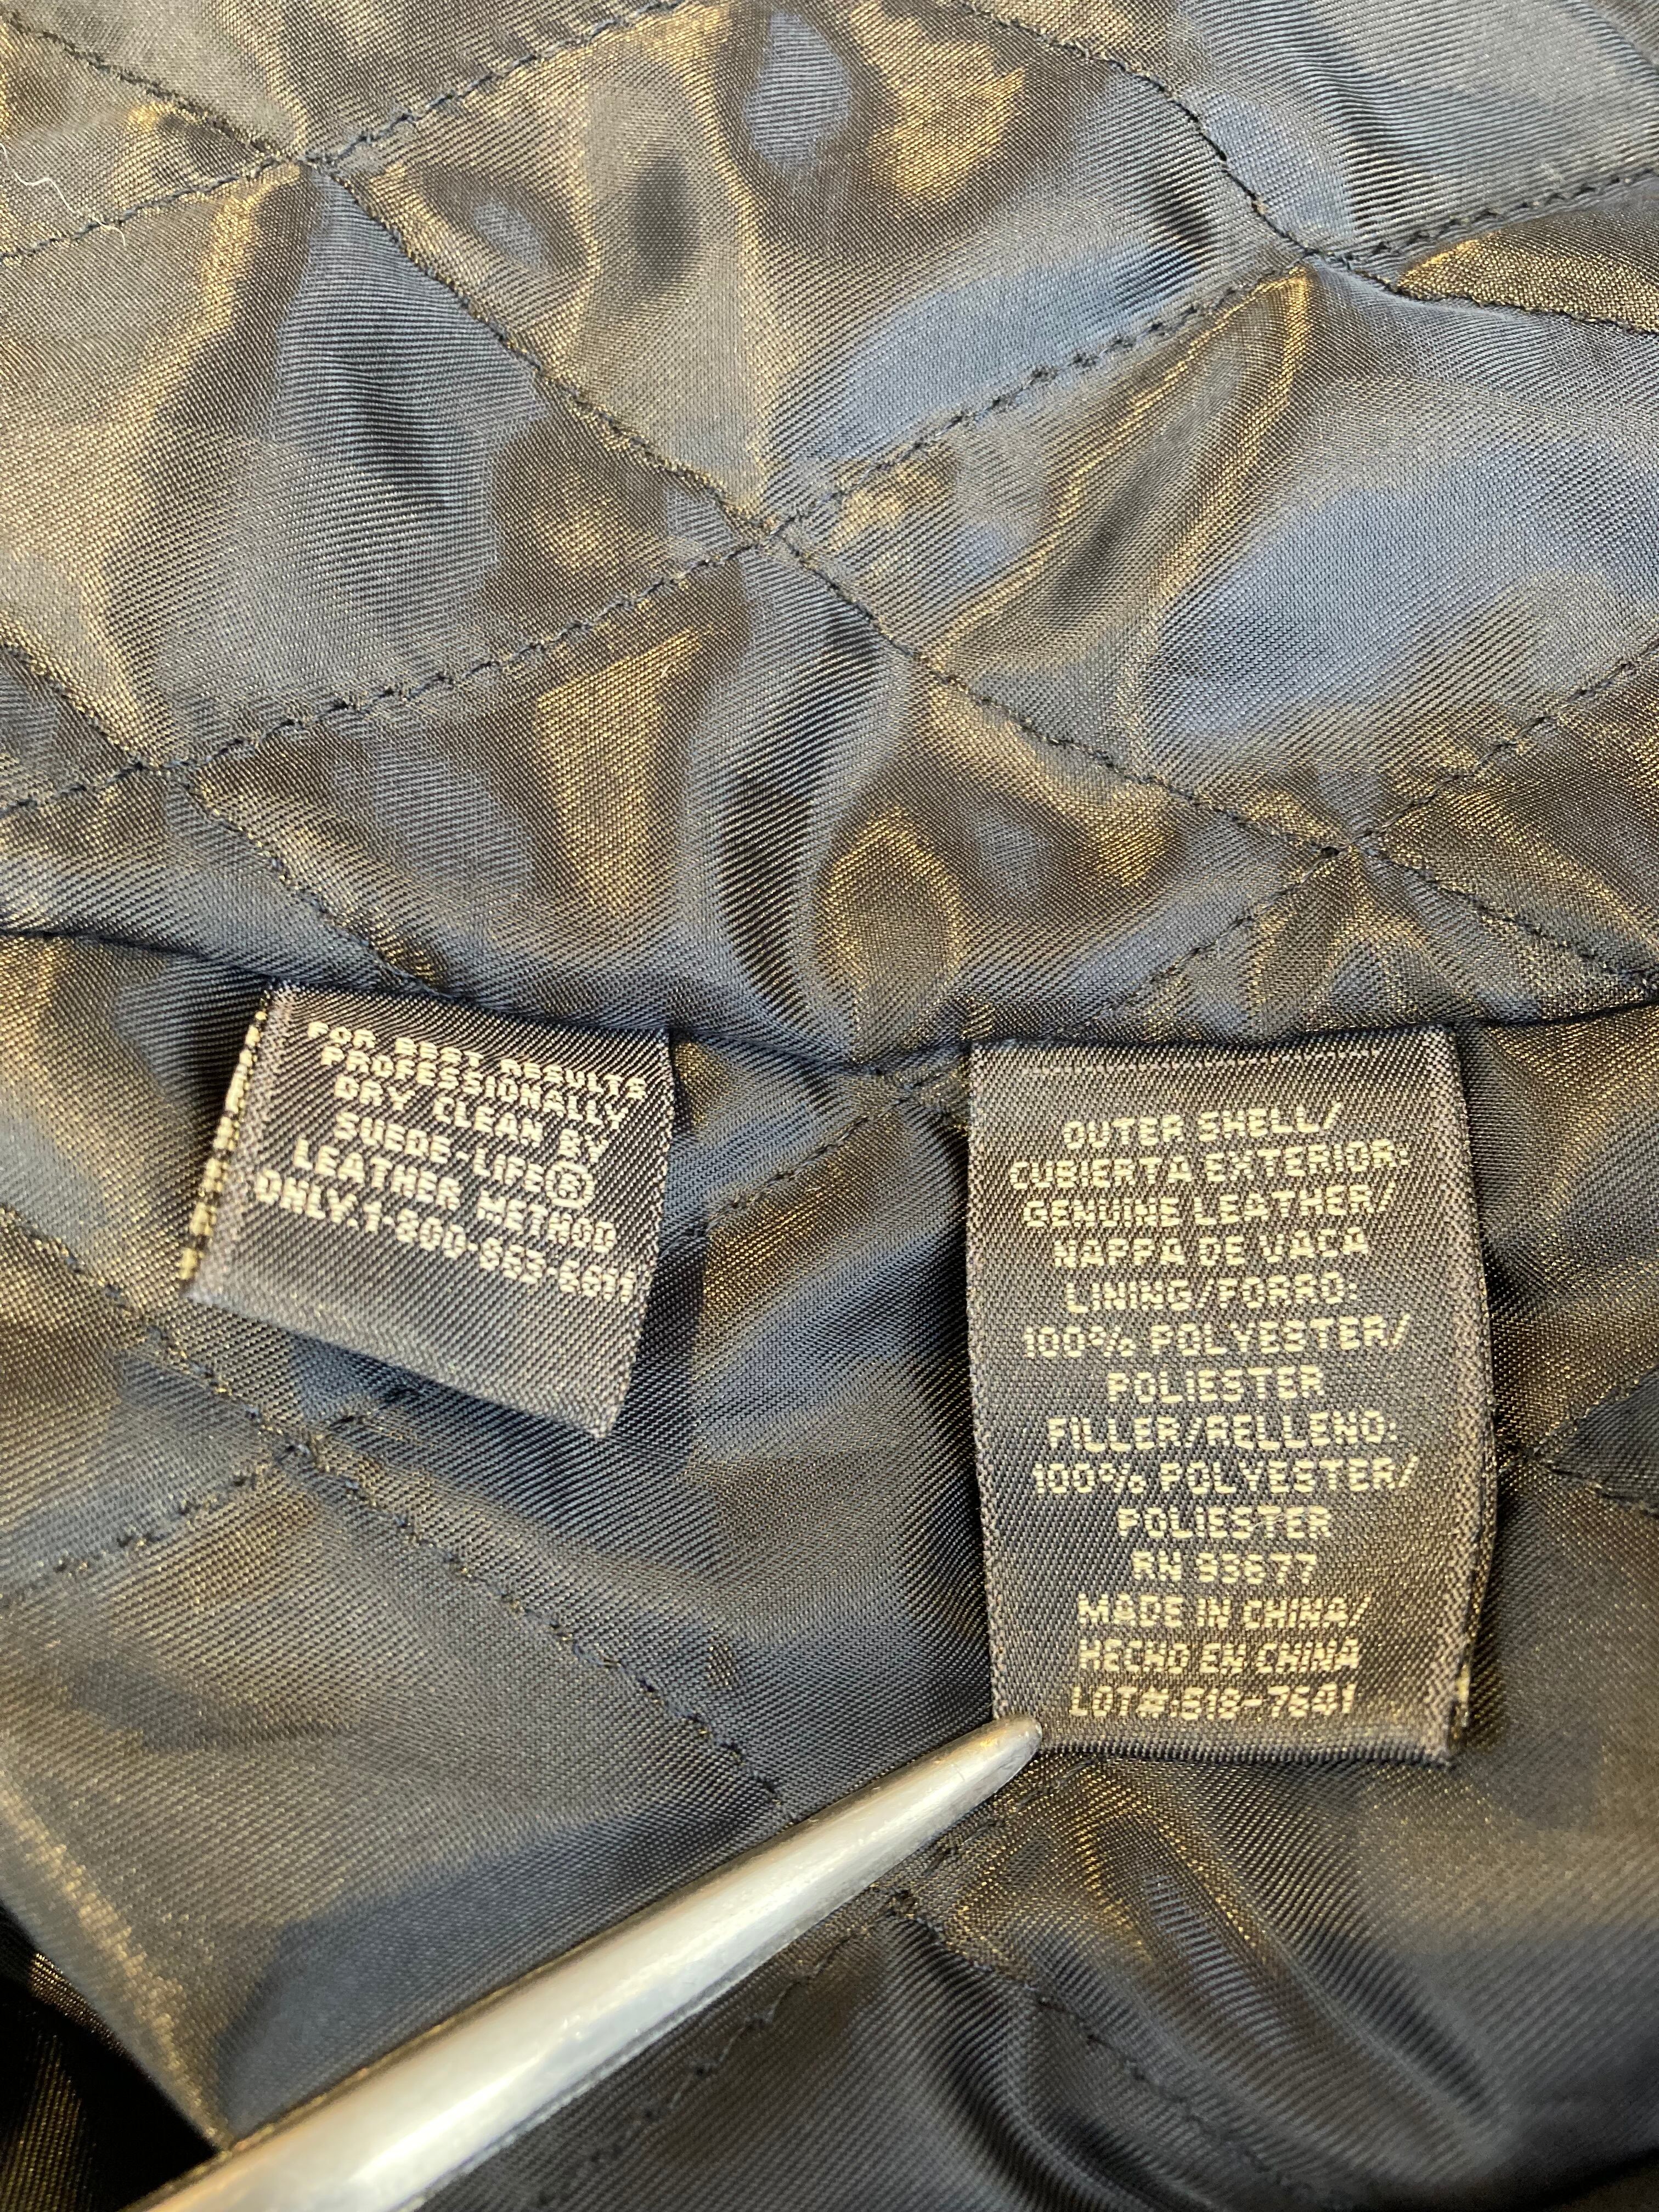 FOR BEST RESULTS
PROFESSIONALLY
DRY CLEAN BY
SUEDE-LIFE®
LEATHER METHOD
ONLY.1-800-
OUTER SHELL/
CUBIERTA EXTERIOR:
GENUINE LEATHER/
NAPPA DE VACA
LINING/FORRO:
100% POLYESTER/
POLIESTER
FILLER/RELLENO:
100% POLYESTER/
POLIESTER
RN 93677
MADE IN CHINA/
HECHO EN CHINA
LOT#:518-7641